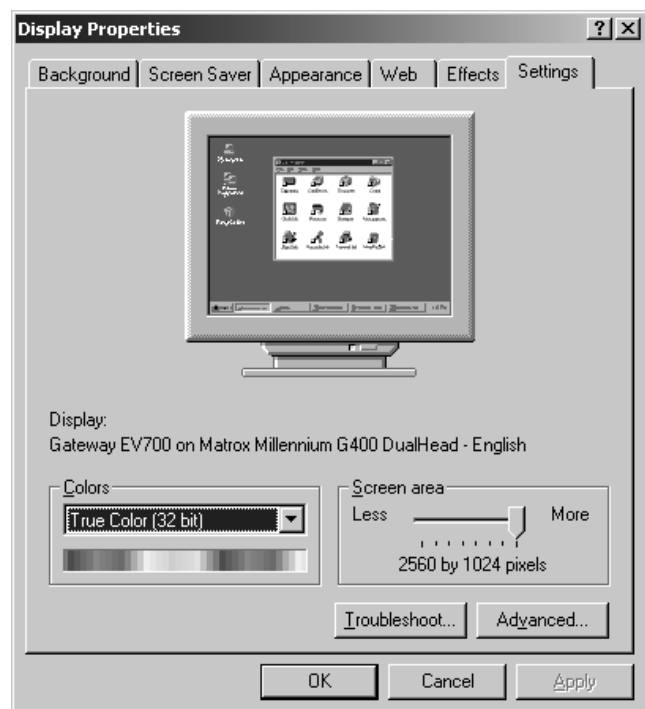 Display Properties
Background Screen Saver Appearance Web Effects Settings
Display:
Gateway EV700 on Matrox Millennium G400 DualHead - English
Colors
True Color (32 bit)
Screen area
Less More
2560 by 1024 pixels
Troubleshoot... Advanced...
OK Cancel Apply